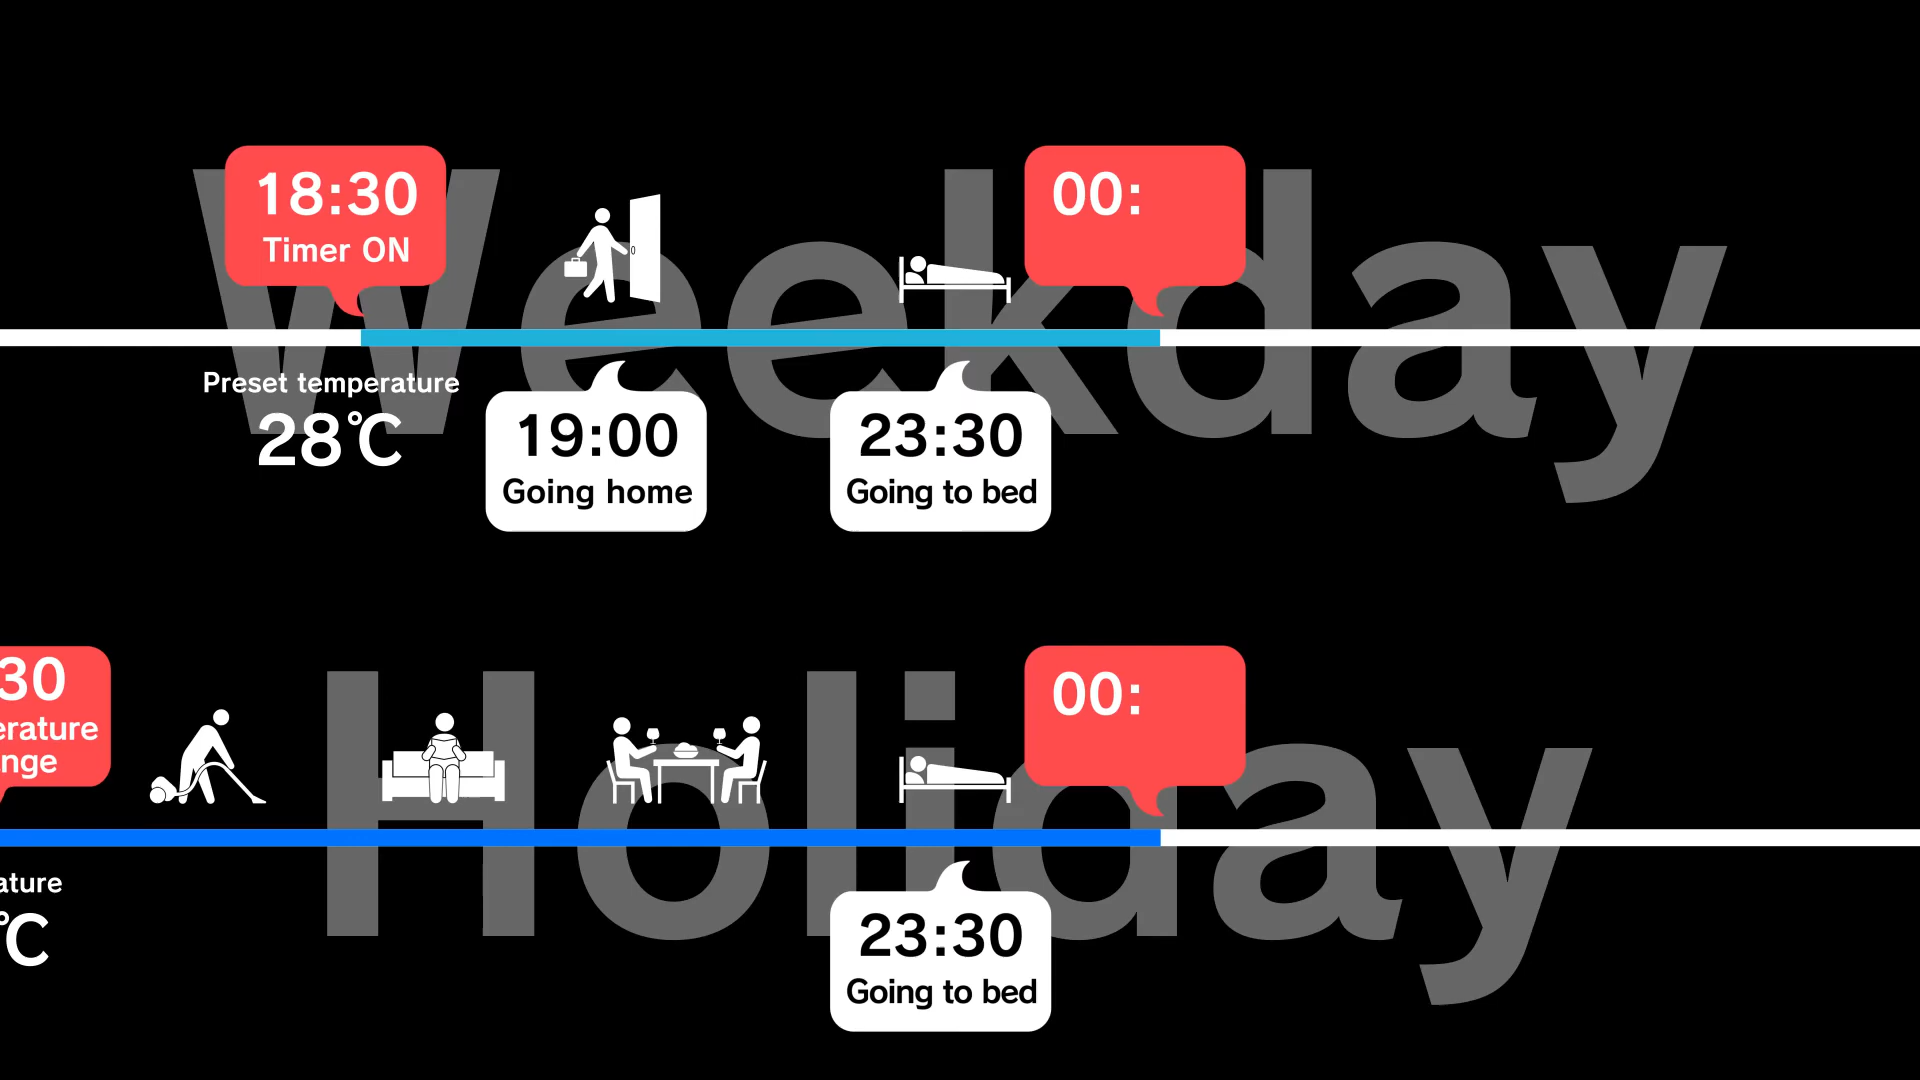 Weekday
18:30
Timer ON
00:
Preset temperature
28℃
19:00
Going home
23:30
Going to bed
Holiday
30
erature
nge
00:
ature
℃
23:30
Going to bed